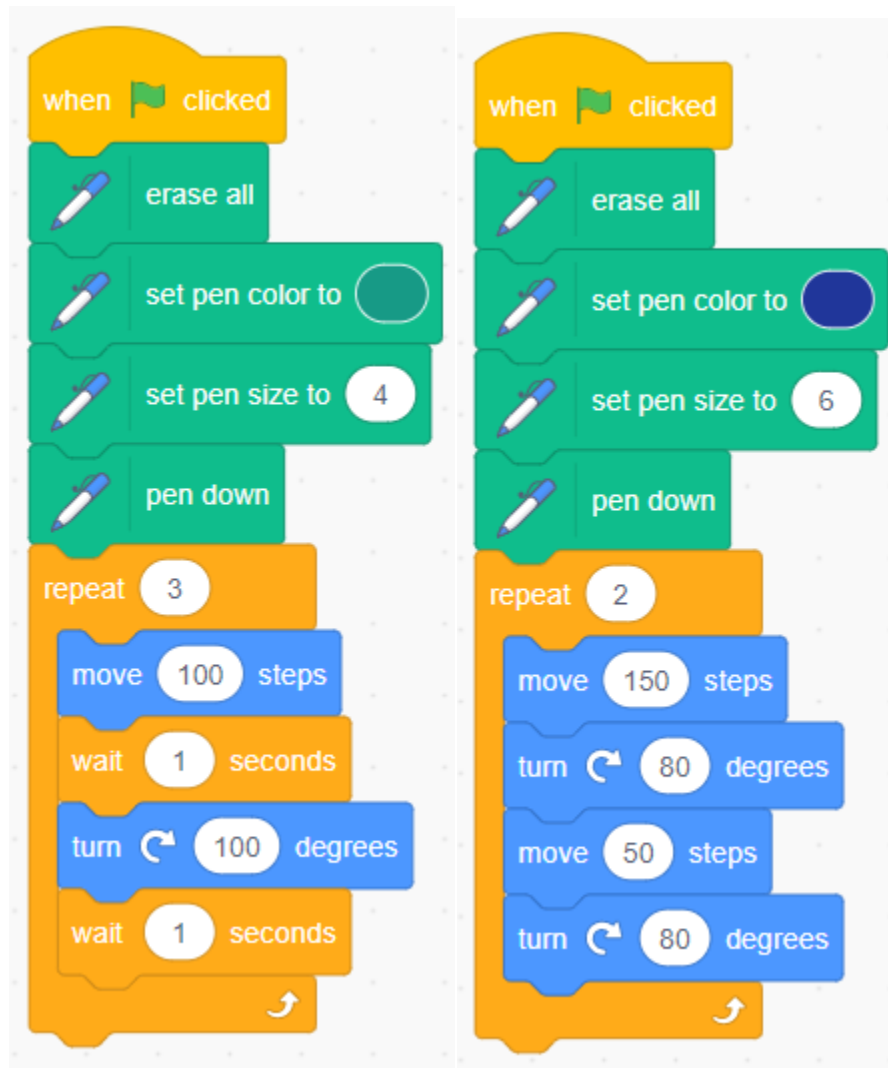 when clicked
erase all
set pen color to
set pen size to 4
pen down
repeat 3
move 100 steps
wait 1 seconds
turn 100 degrees
wait 1 seconds
when clicked
erase all
set pen color to
set pen size to 6
pen down
repeat 2
move 150 steps
turn 80 degrees
move 50 steps
turn 80 degrees